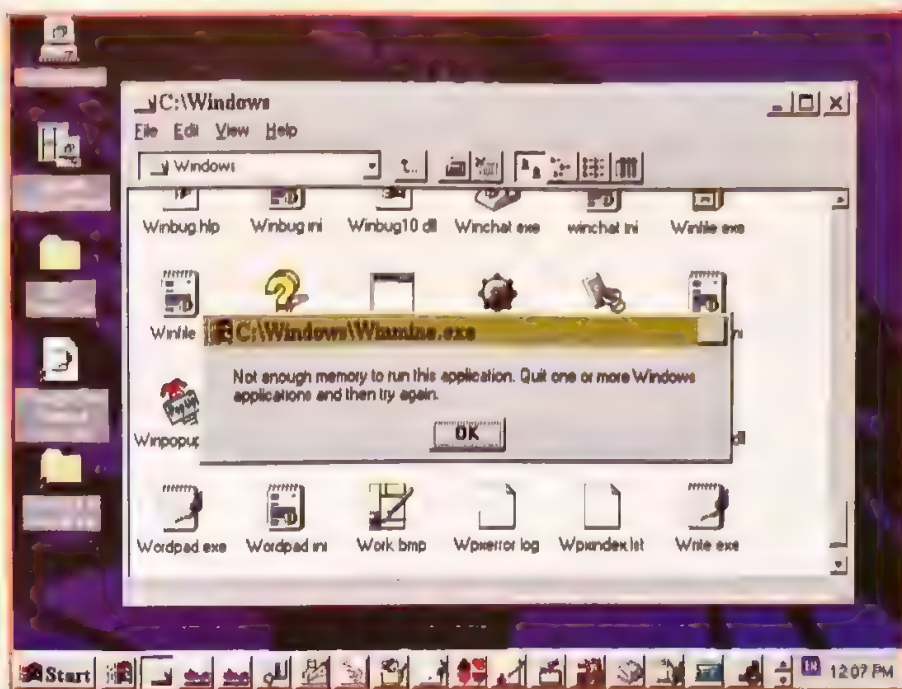 C:\Windows
File Edit View Help
Windows
Winbug.hlp Winbug.ini Winbug10.dll Winchat.exe winchat.ini Winfile.exe
Winfile
C:\Windows\Winmine.exe
Not enough memory to run this application. Quit one or more Windows
applications and then try again.
OK
Winpopup
Wordpad.exe Wordpad.ini Work.bmp Wpxerror.log Wpxindex.lst Write.exe
Start EN 12:07 PM